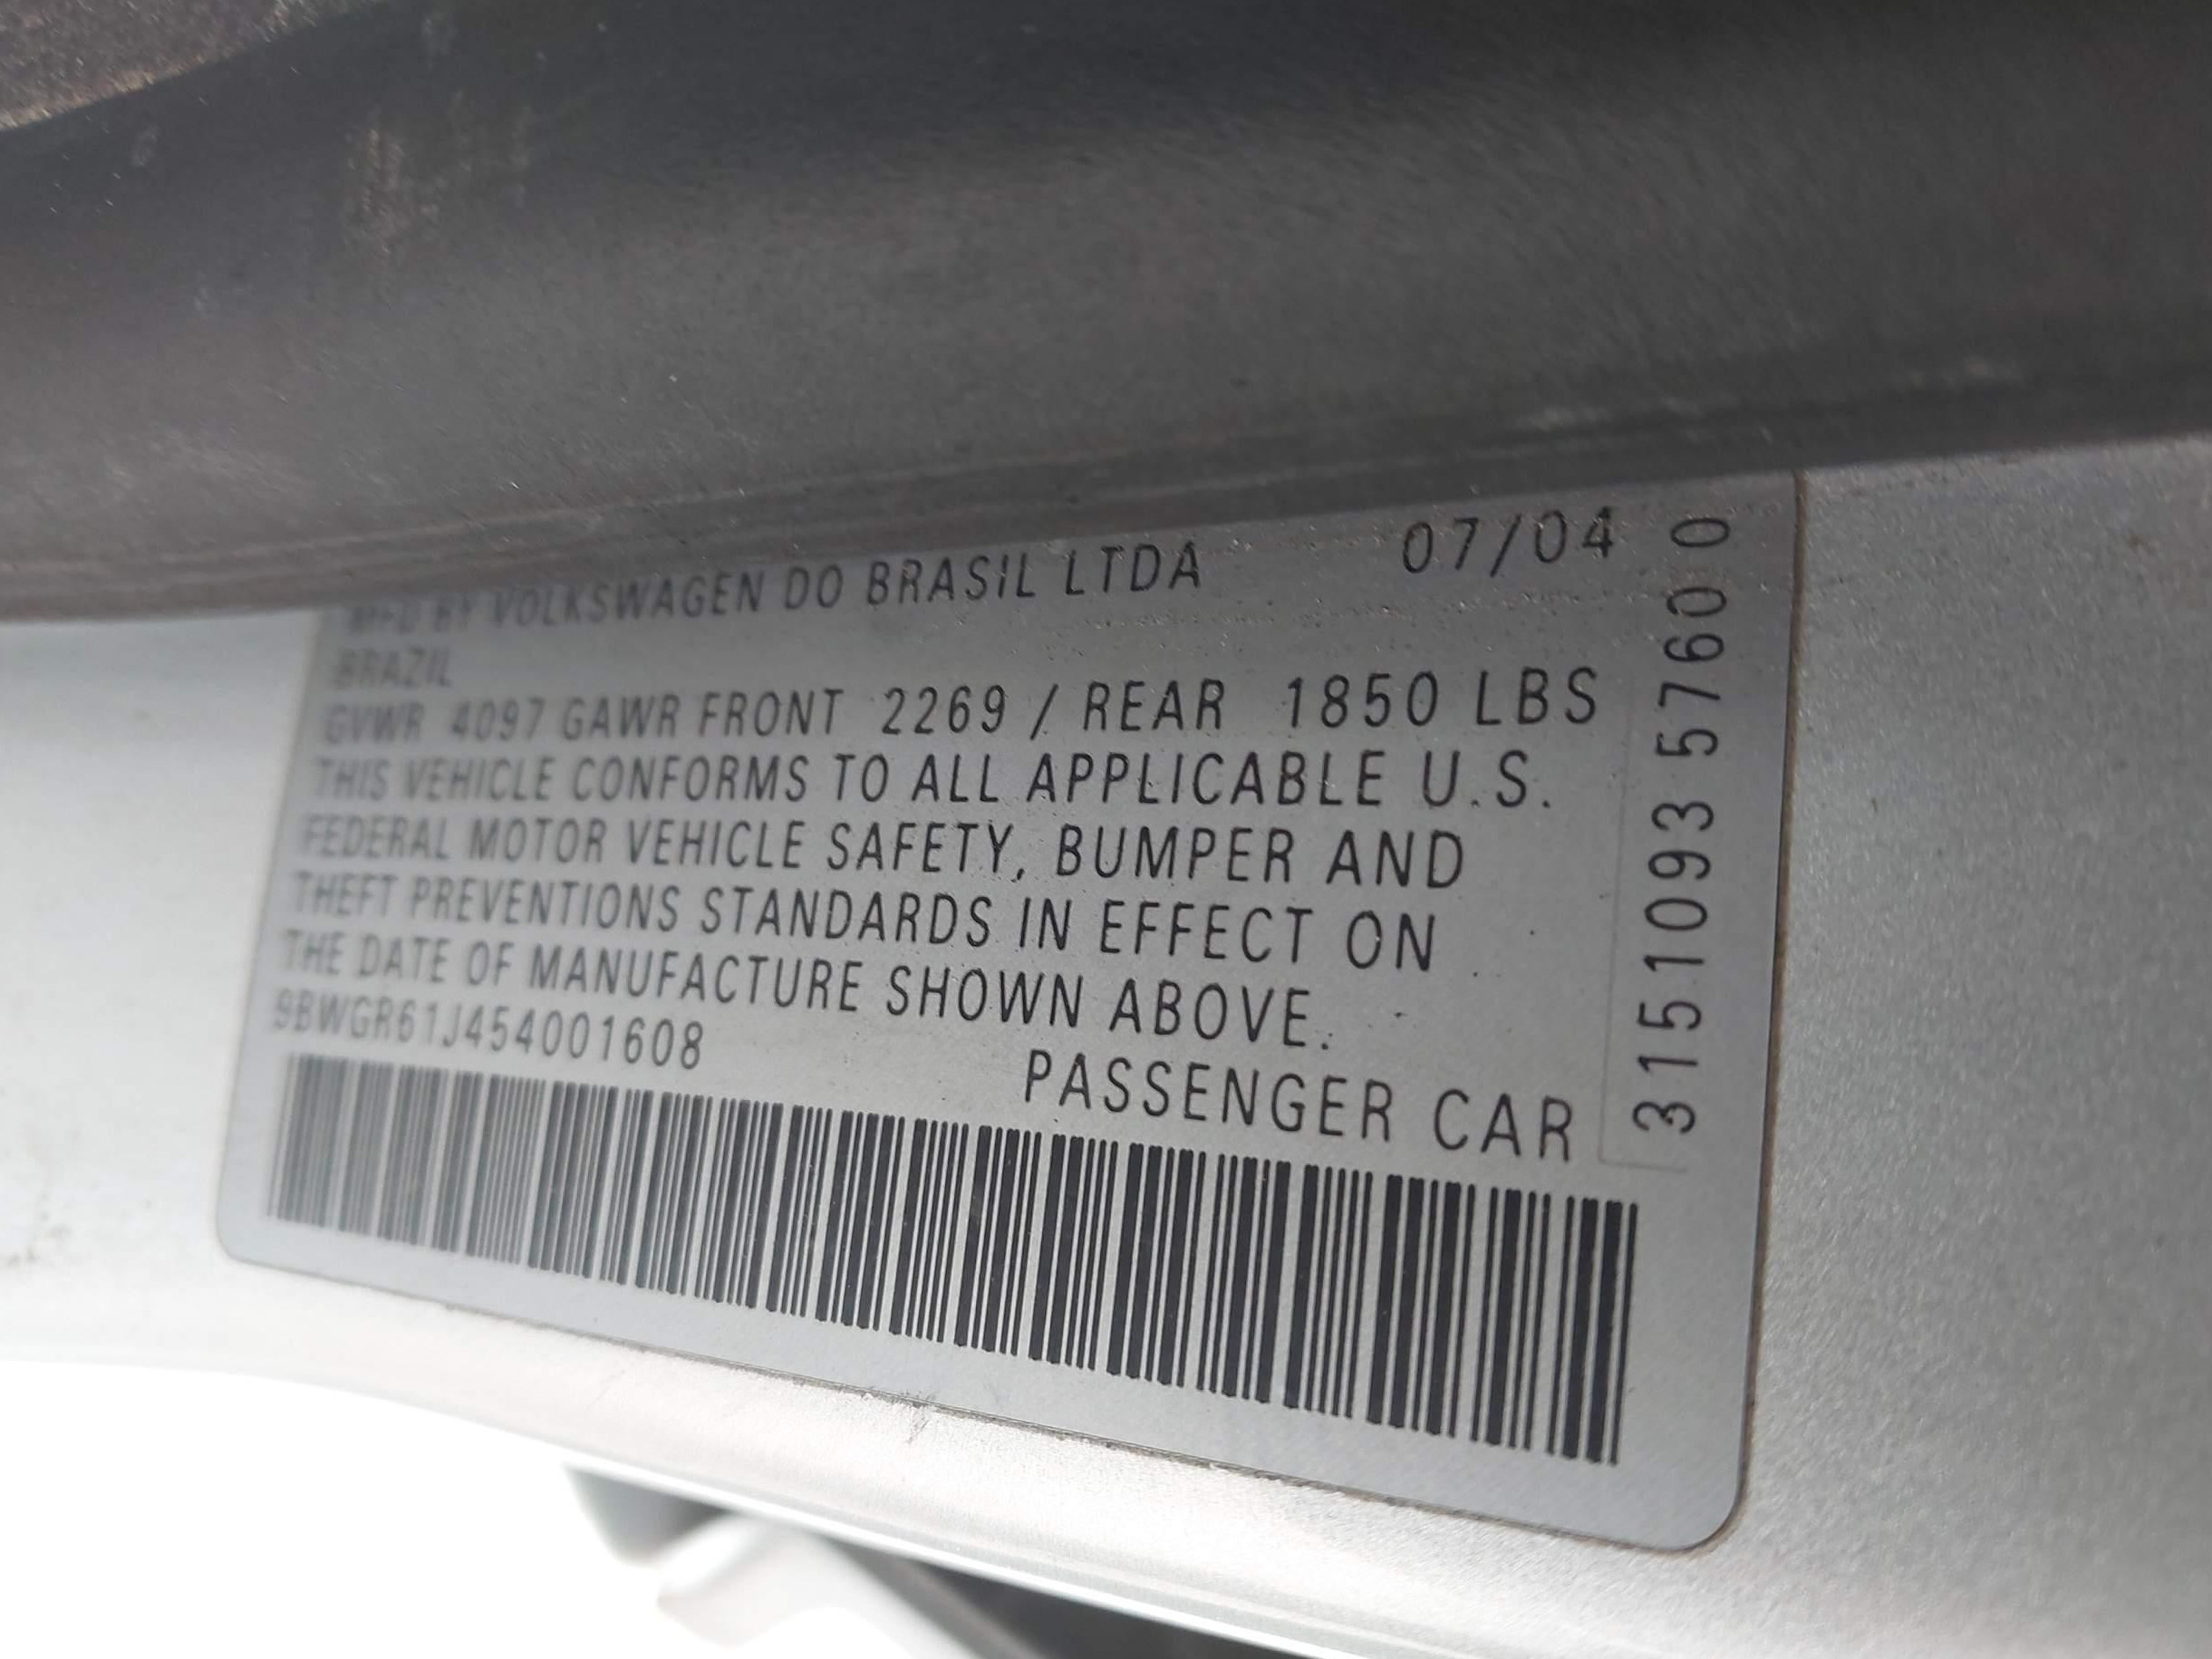 MFD BY VOLKSWAGEN DO BRASIL LTDA 07/04
BRAZIL
GVWR 4097 GAWR FRONT 2269 / REAR 1850 LBS
THIS VEHICLE CONFORMS TO ALL APPLICABLE U.S.
FEDERAL MOTOR VEHICLE SAFETY, BUMPER AND
THEFT PREVENTIONS STANDARDS IN EFFECT ON
THE DATE OF MANUFACTURE SHOWN ABOVE.
9BWGR61J454001608
PASSENGER CAR
3151093 5760 0